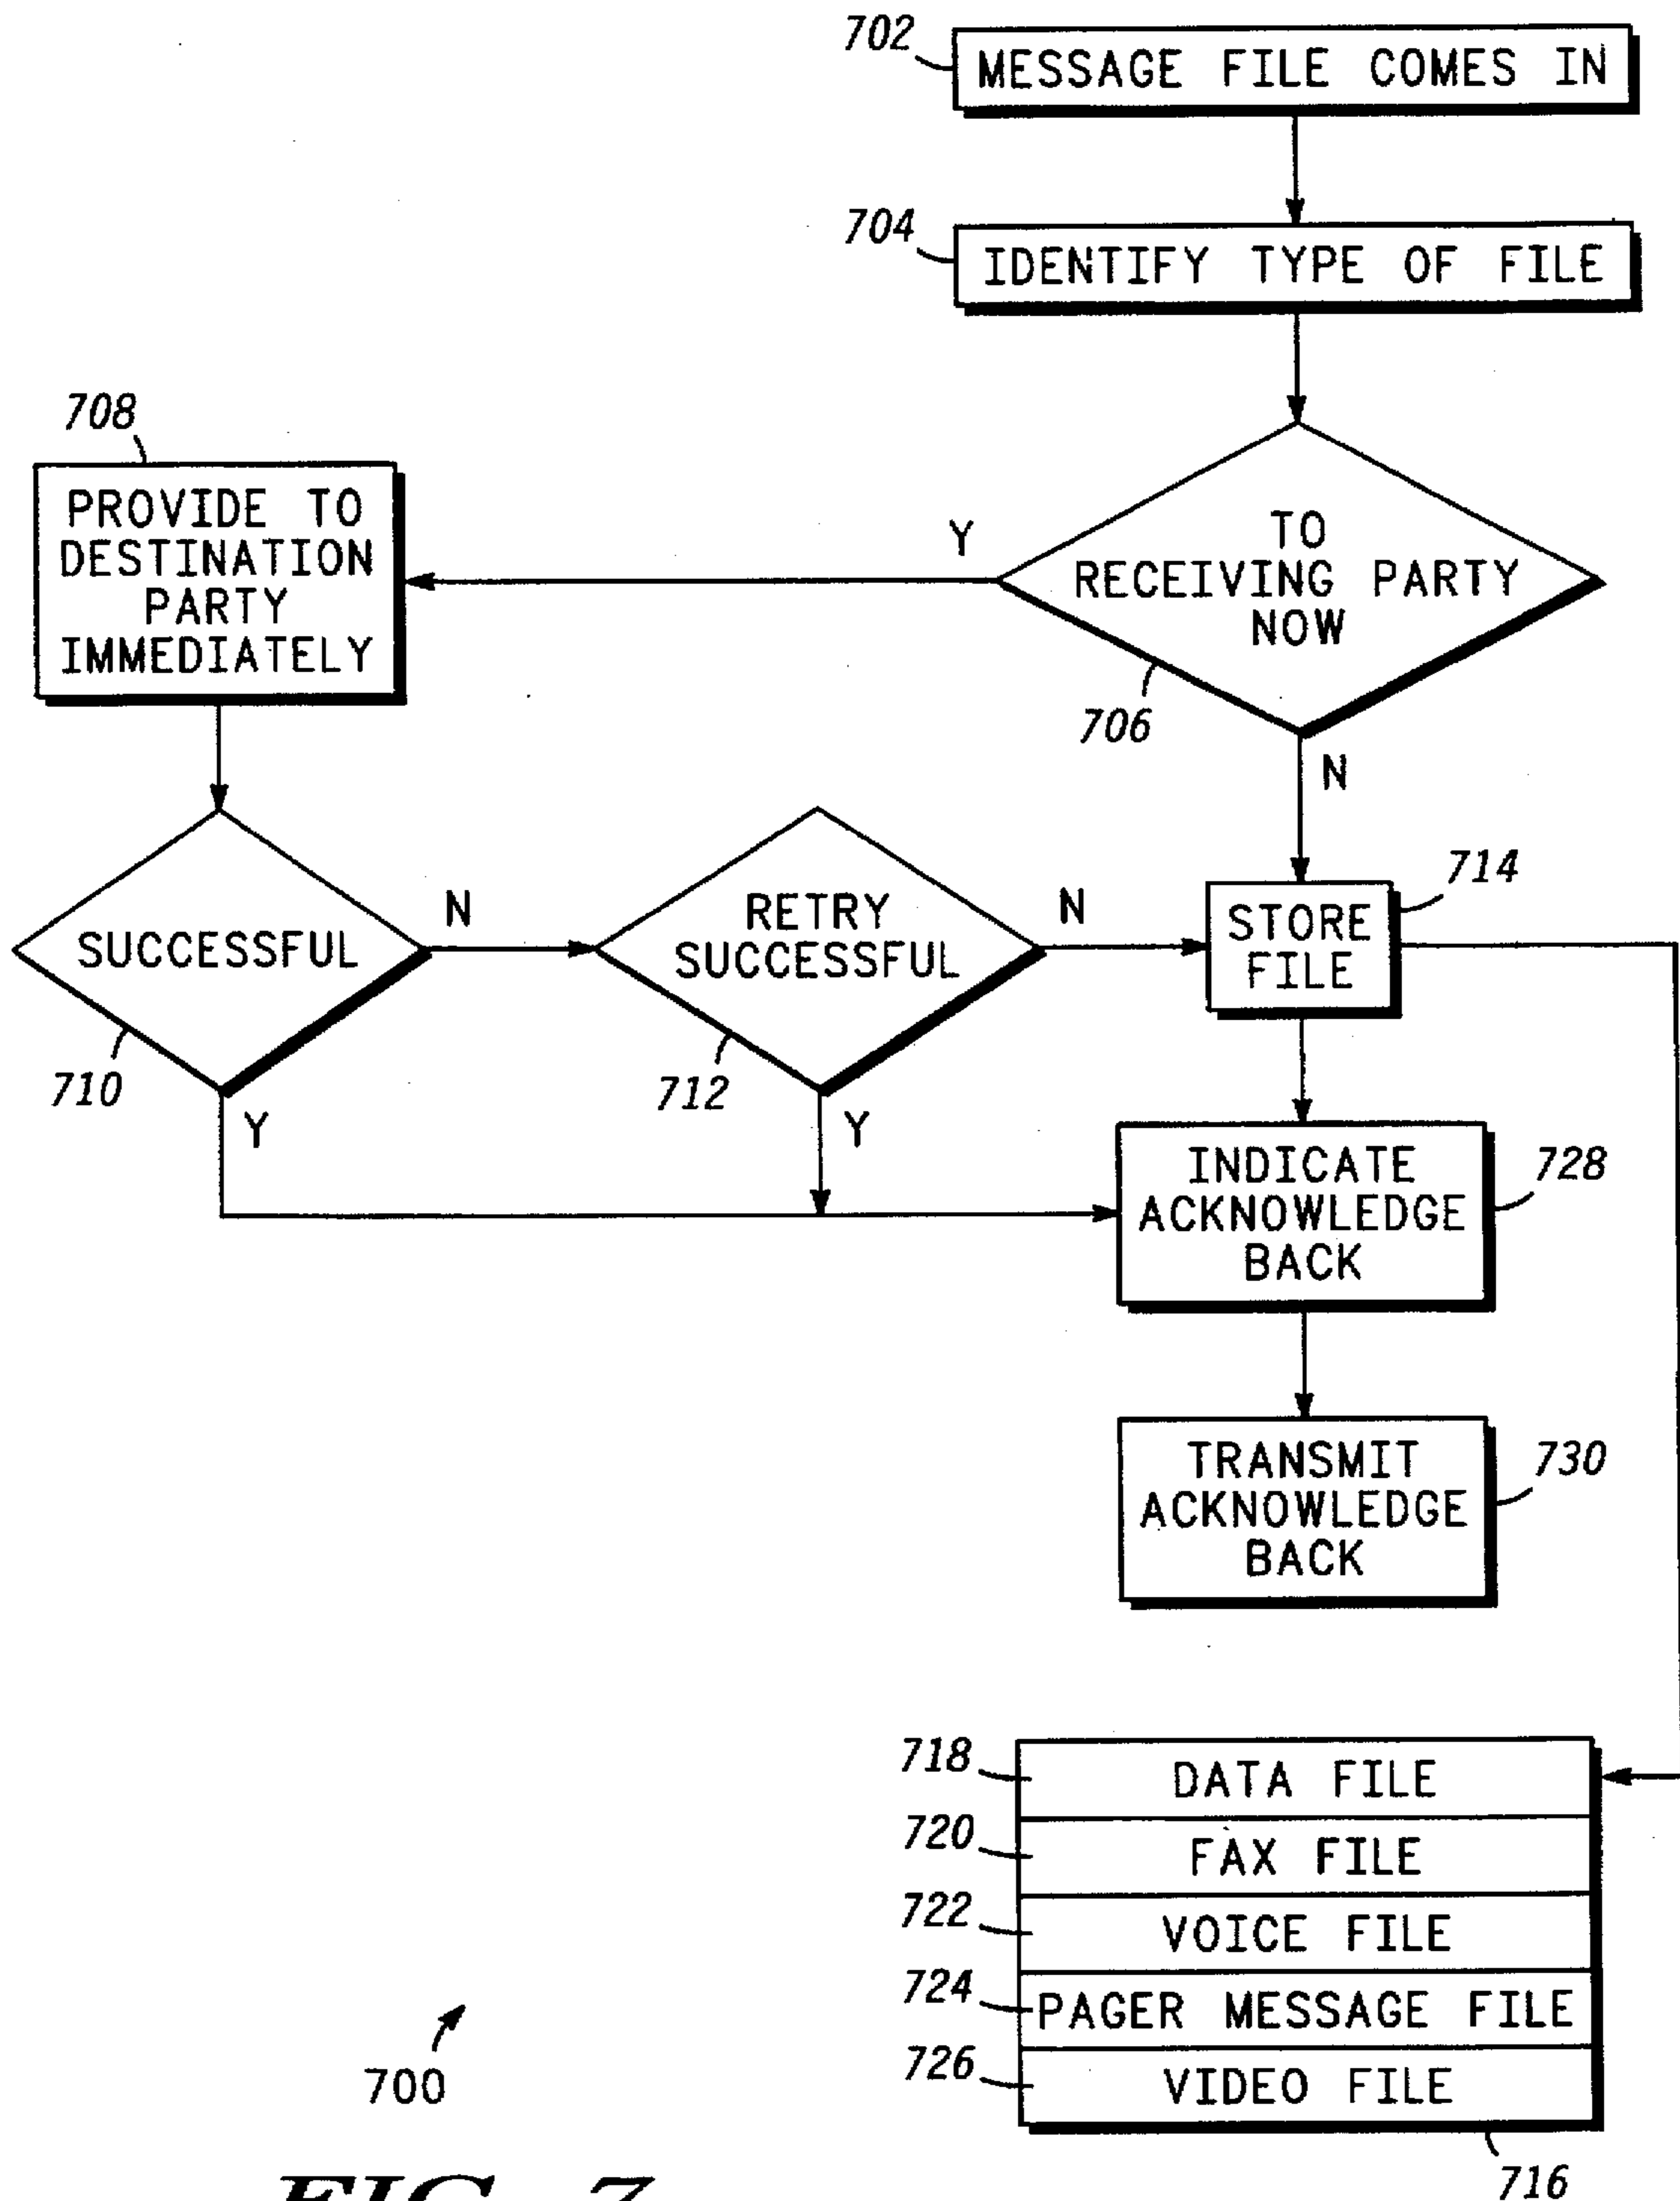 702
MESSAGE FILE COMES IN
704
IDENTIFY TYPE OF FILE
708
PROVIDE TO
DESTINATION
PARTY
IMMEDIATELY
Y
TO
RECEIVING PARTY
NOW
706
N
SUCCESSFUL
710
N
Y
RETRY
SUCCESSFUL
712
N
Y
714
STORE
FILE
INDICATE
ACKNOWLEDGE
BACK
728
TRANSMIT
ACKNOWLEDGE
BACK
730
718
DATA FILE
720
FAX FILE
722
VOICE FILE
724
PAGER MESSAGE FILE
726
VIDEO FILE
716
700
FIG. 7